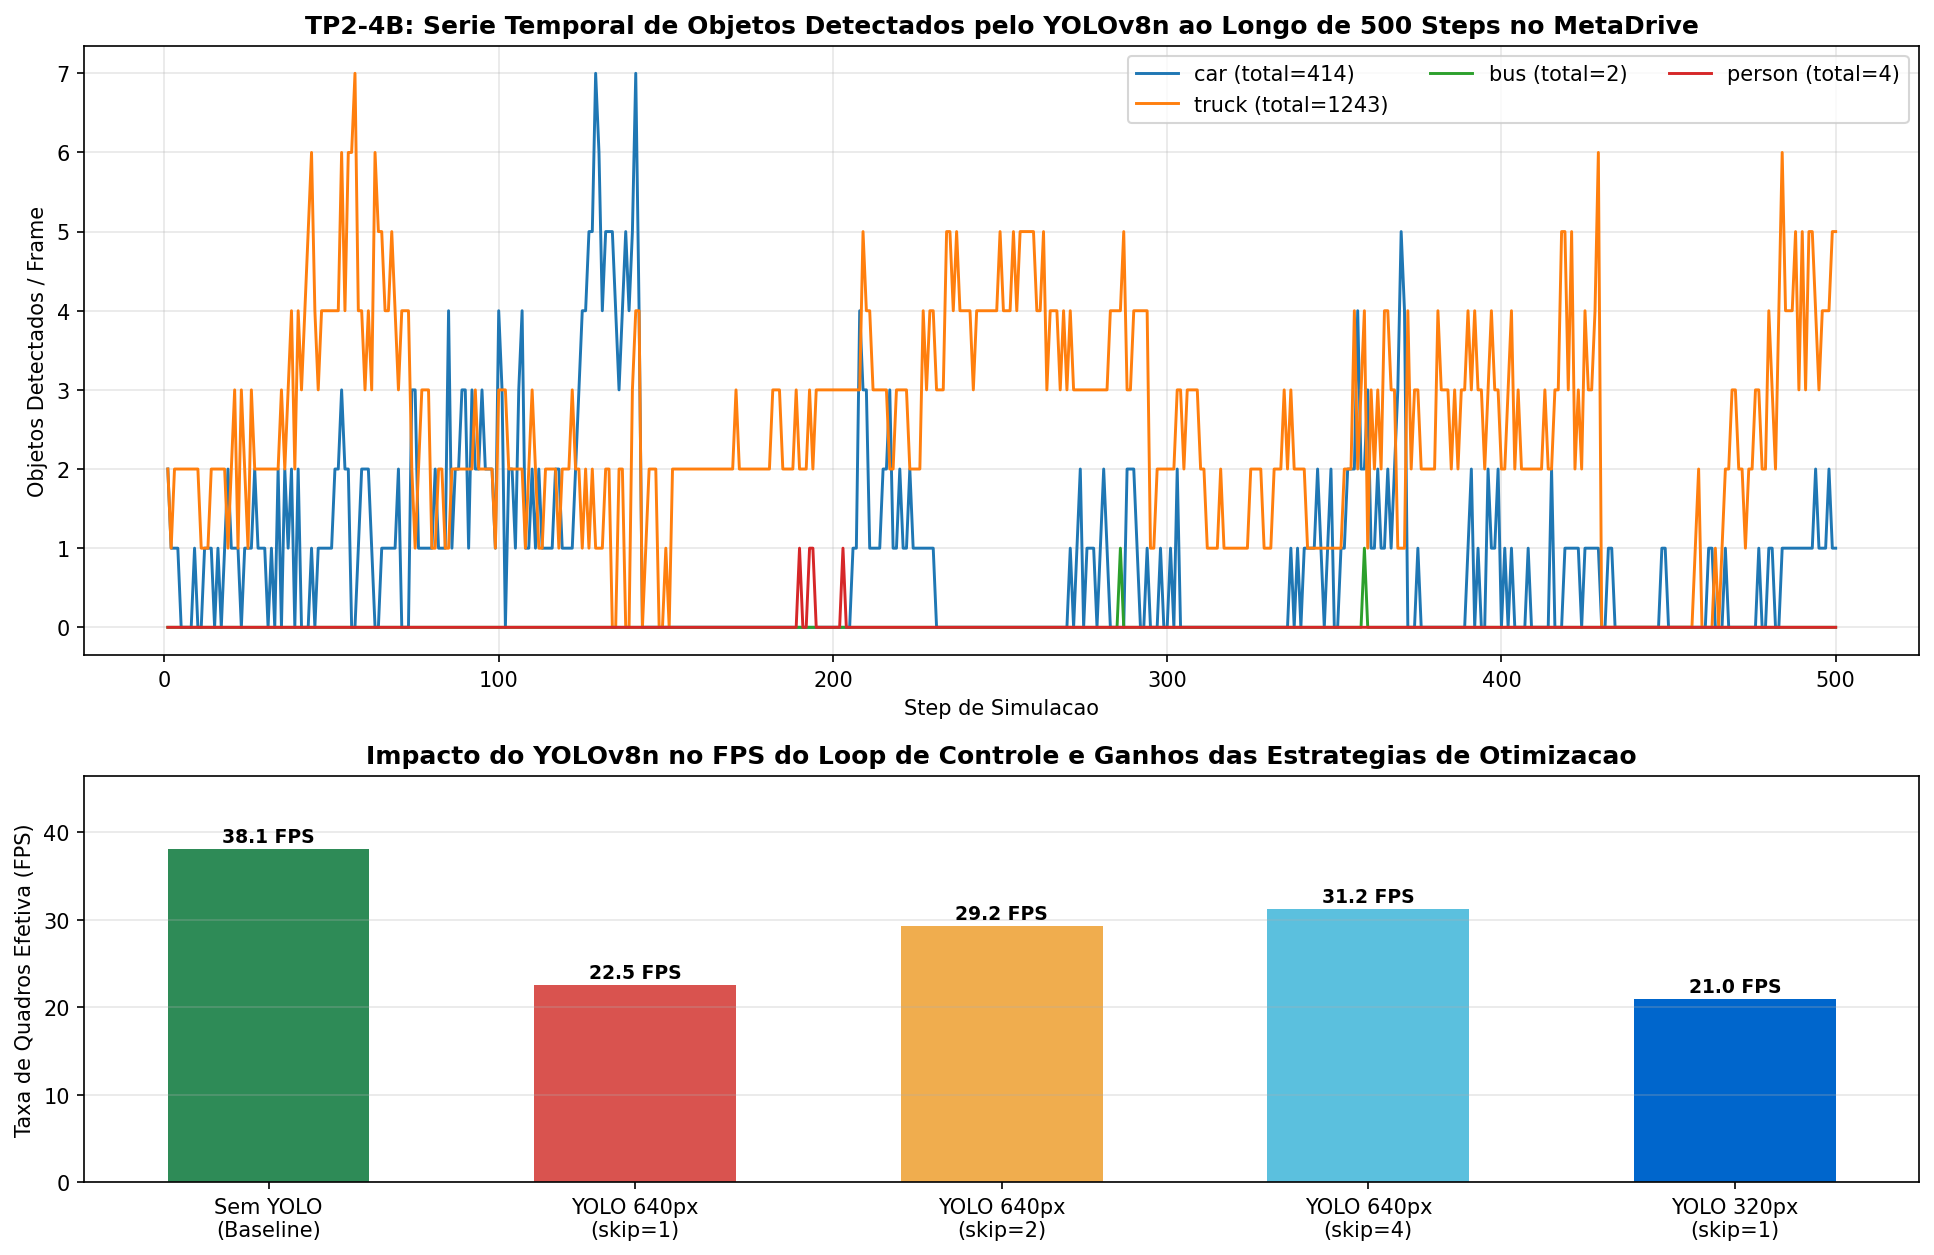 TP2-4B: Serie Temporal de Objetos Detectados pelo YOLOv8n ao Longo de 500 Steps no MetaDrive
car (total=414)
truck (total=1243)
bus (total=2)
person (total=4)
Objetos Detectados / Frame
7
6
5
4
3
2
1
0
0 100 200 300 400 500
Step de Simulacao
Impacto do YOLOv8n no FPS do Loop de Controle e Ganhos das Estrategias de Otimizacao
Taxa de Quadros Efetiva (FPS)
40
30
20
10
0
38.1 FPS
22.5 FPS
29.2 FPS
31.2 FPS
21.0 FPS
Sem YOLO
(Baseline)
YOLO 640px
(skip=1)
YOLO 640px
(skip=2)
YOLO 640px
(skip=4)
YOLO 320px
(skip=1)